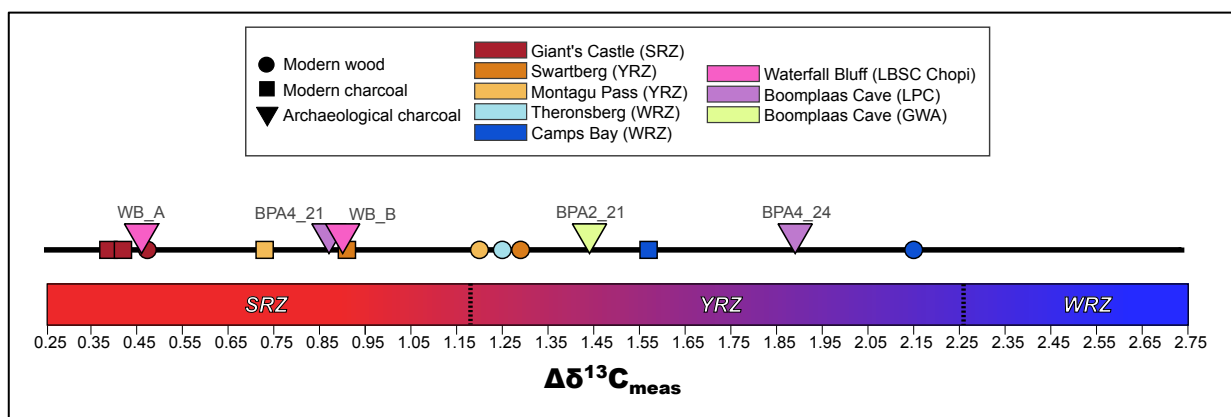 Modern wood
Modern charcoal
Archaeological charcoal
Giant's Castle (SRZ)
Swartberg (YRZ)
Montagu Pass (YRZ)
Theronsberg (WRZ)
Camps Bay (WRZ)
Waterfall Bluff (LBSC Chopi)
Boomplaas Cave (LPC)
Boomplaas Cave (GWA)
WB_A BPA4_21 WB_B BPA2_21 BPA4_24
SRZ YRZ WRZ
0.25 0.35 0.45 0.55 0.65 0.75 0.85 0.95 1.05 1.15 1.25 1.35 1.45 1.55 1.65 1.75 1.85 1.95 2.05 2.15 2.25 2.35 2.45 2.55 2.65 2.75
Δδ¹³Cmeas